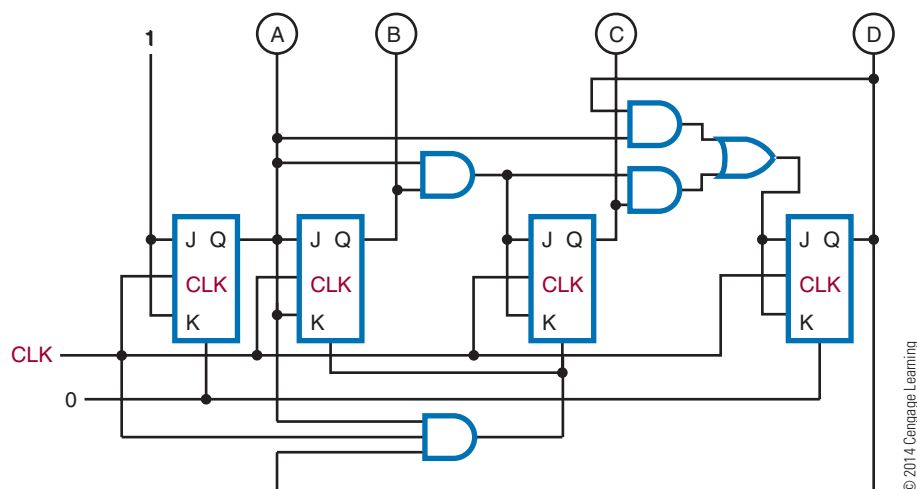 1 A B C D
J Q J Q J Q J Q
CLK CLK CLK CLK
K K K K
CLK
0
© 2014 Cengage Learning